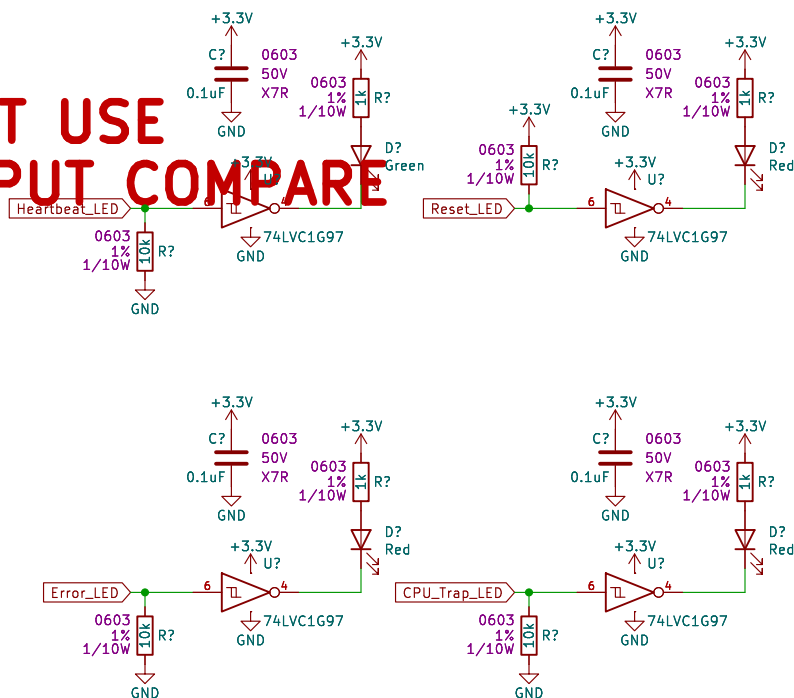 +3.3V
C?
0603
50V
X7R
0.1uF
GND
+3.3V
0603
1%
1/10W
1k
R?
D?
Green
T USE
PUT COMPARE
+3.3V
U?
Heartbeat_LED
6
4
74LVC1G97
GND
0603
1%
1/10W
10k
R?
GND
+3.3V
C?
0603
50V
X7R
0.1uF
GND
+3.3V
0603
1%
1/10W
1k
R?
D?
Red
+3.3V
0603
1%
1/10W
10k
R?
+3.3V
U?
Reset_LED
6
4
74LVC1G97
GND
+3.3V
C?
0603
50V
X7R
0.1uF
GND
+3.3V
0603
1%
1/10W
1k
R?
D?
Red
+3.3V
U?
Error_LED
6
4
74LVC1G97
GND
0603
1%
1/10W
10k
R?
GND
+3.3V
C?
0603
50V
X7R
0.1uF
GND
+3.3V
0603
1%
1/10W
1k
R?
D?
Red
+3.3V
U?
CPU_Trap_LED
6
4
74LVC1G97
GND
0603
1%
1/10W
10k
R?
GND